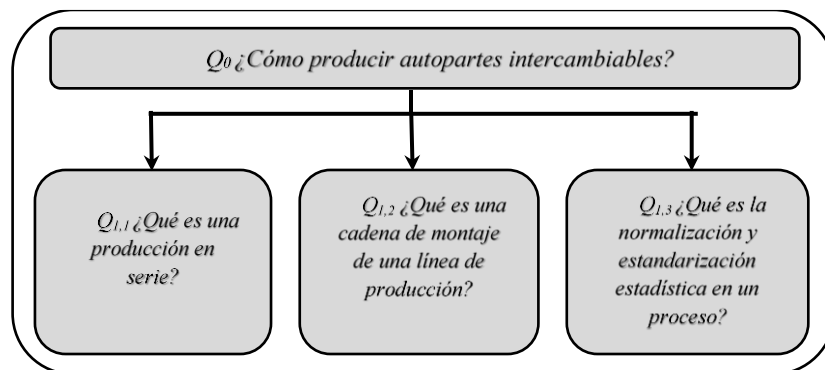 Q0 ¿Cómo producir autopartes intercambiables?
Q1,1 ¿Qué es una
producción en
serie?
Q1,2 ¿Qué es una
cadena de montaje
de una línea de
producción?
Q1,3 ¿Qué es la
normalización y
estandarización
estadística en un
proceso?